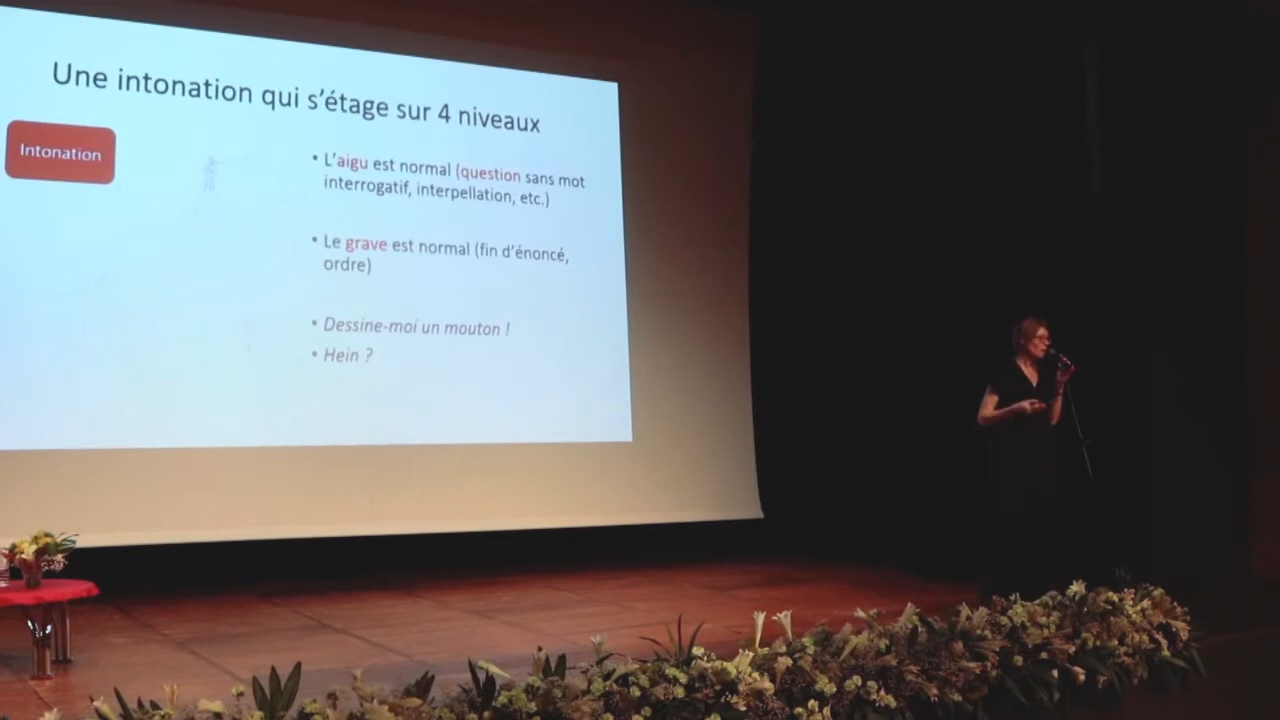 Une intonation qui s'étage sur 4 niveaux
Intonation
• L'aigu est normal (question sans mot
interrogatif, interpellation, etc.)
• Le grave est normal (fin d'énoncé,
ordre)
• Dessine-moi un mouton !
• Hein ?